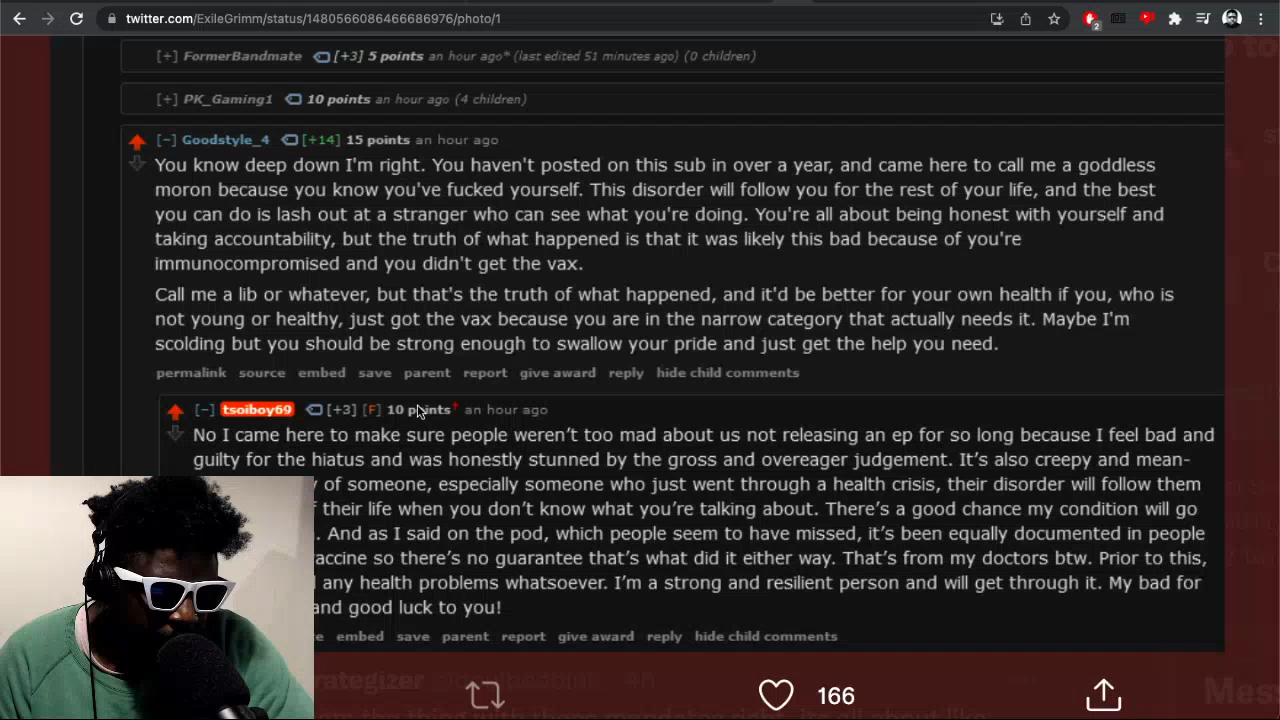 twitter.com/ExileGrimm/status/1480566086466686976/photo/1
2
[+] FormerBandmate [+3] 5 points an hour ago* (last edited 51 minutes ago) (0 children)
[+] PK_Gaming1 10 points an hour ago (4 children)
[−] Goodstyle_4 [+14] 15 points an hour ago
You know deep down I'm right. You haven't posted on this sub in over a year, and came here to call me a goddless
moron because you know you've fucked yourself. This disorder will follow you for the rest of your life, and the best
you can do is lash out at a stranger who can see what you're doing. You're all about being honest with yourself and
taking accountability, but the truth of what happened is that it was likely this bad because of you're
immunocompromised and you didn't get the vax.
Call me a lib or whatever, but that's the truth of what happened, and it'd be better for your own health if you, who is
not young or healthy, just got the vax because you are in the narrow category that actually needs it. Maybe I'm
scolding but you should be strong enough to swallow your pride and just get the help you need.
permalink source embed save parent report give award reply hide child comments
[−] tsoiboy69 [+3] [F] 10 points† an hour ago
No I came here to make sure people weren't too mad about us not releasing an ep for so long because I feel bad and
guilty for the hiatus and was honestly stunned by the gross and overeager judgement. It's also creepy and mean-
of someone, especially someone who just went through a health crisis, their disorder will follow them
their life when you don't know what you're talking about. There's a good chance my condition will go
. And as I said on the pod, which people seem to have missed, it's been equally documented in people
so there's no guarantee that's what did it either way. That's from my doctors btw. Prior to this,
any health problems whatsoever. I'm a strong and resilient person and will get through it. My bad for
and good luck to you!
embed save parent report give award reply hide child comments
166